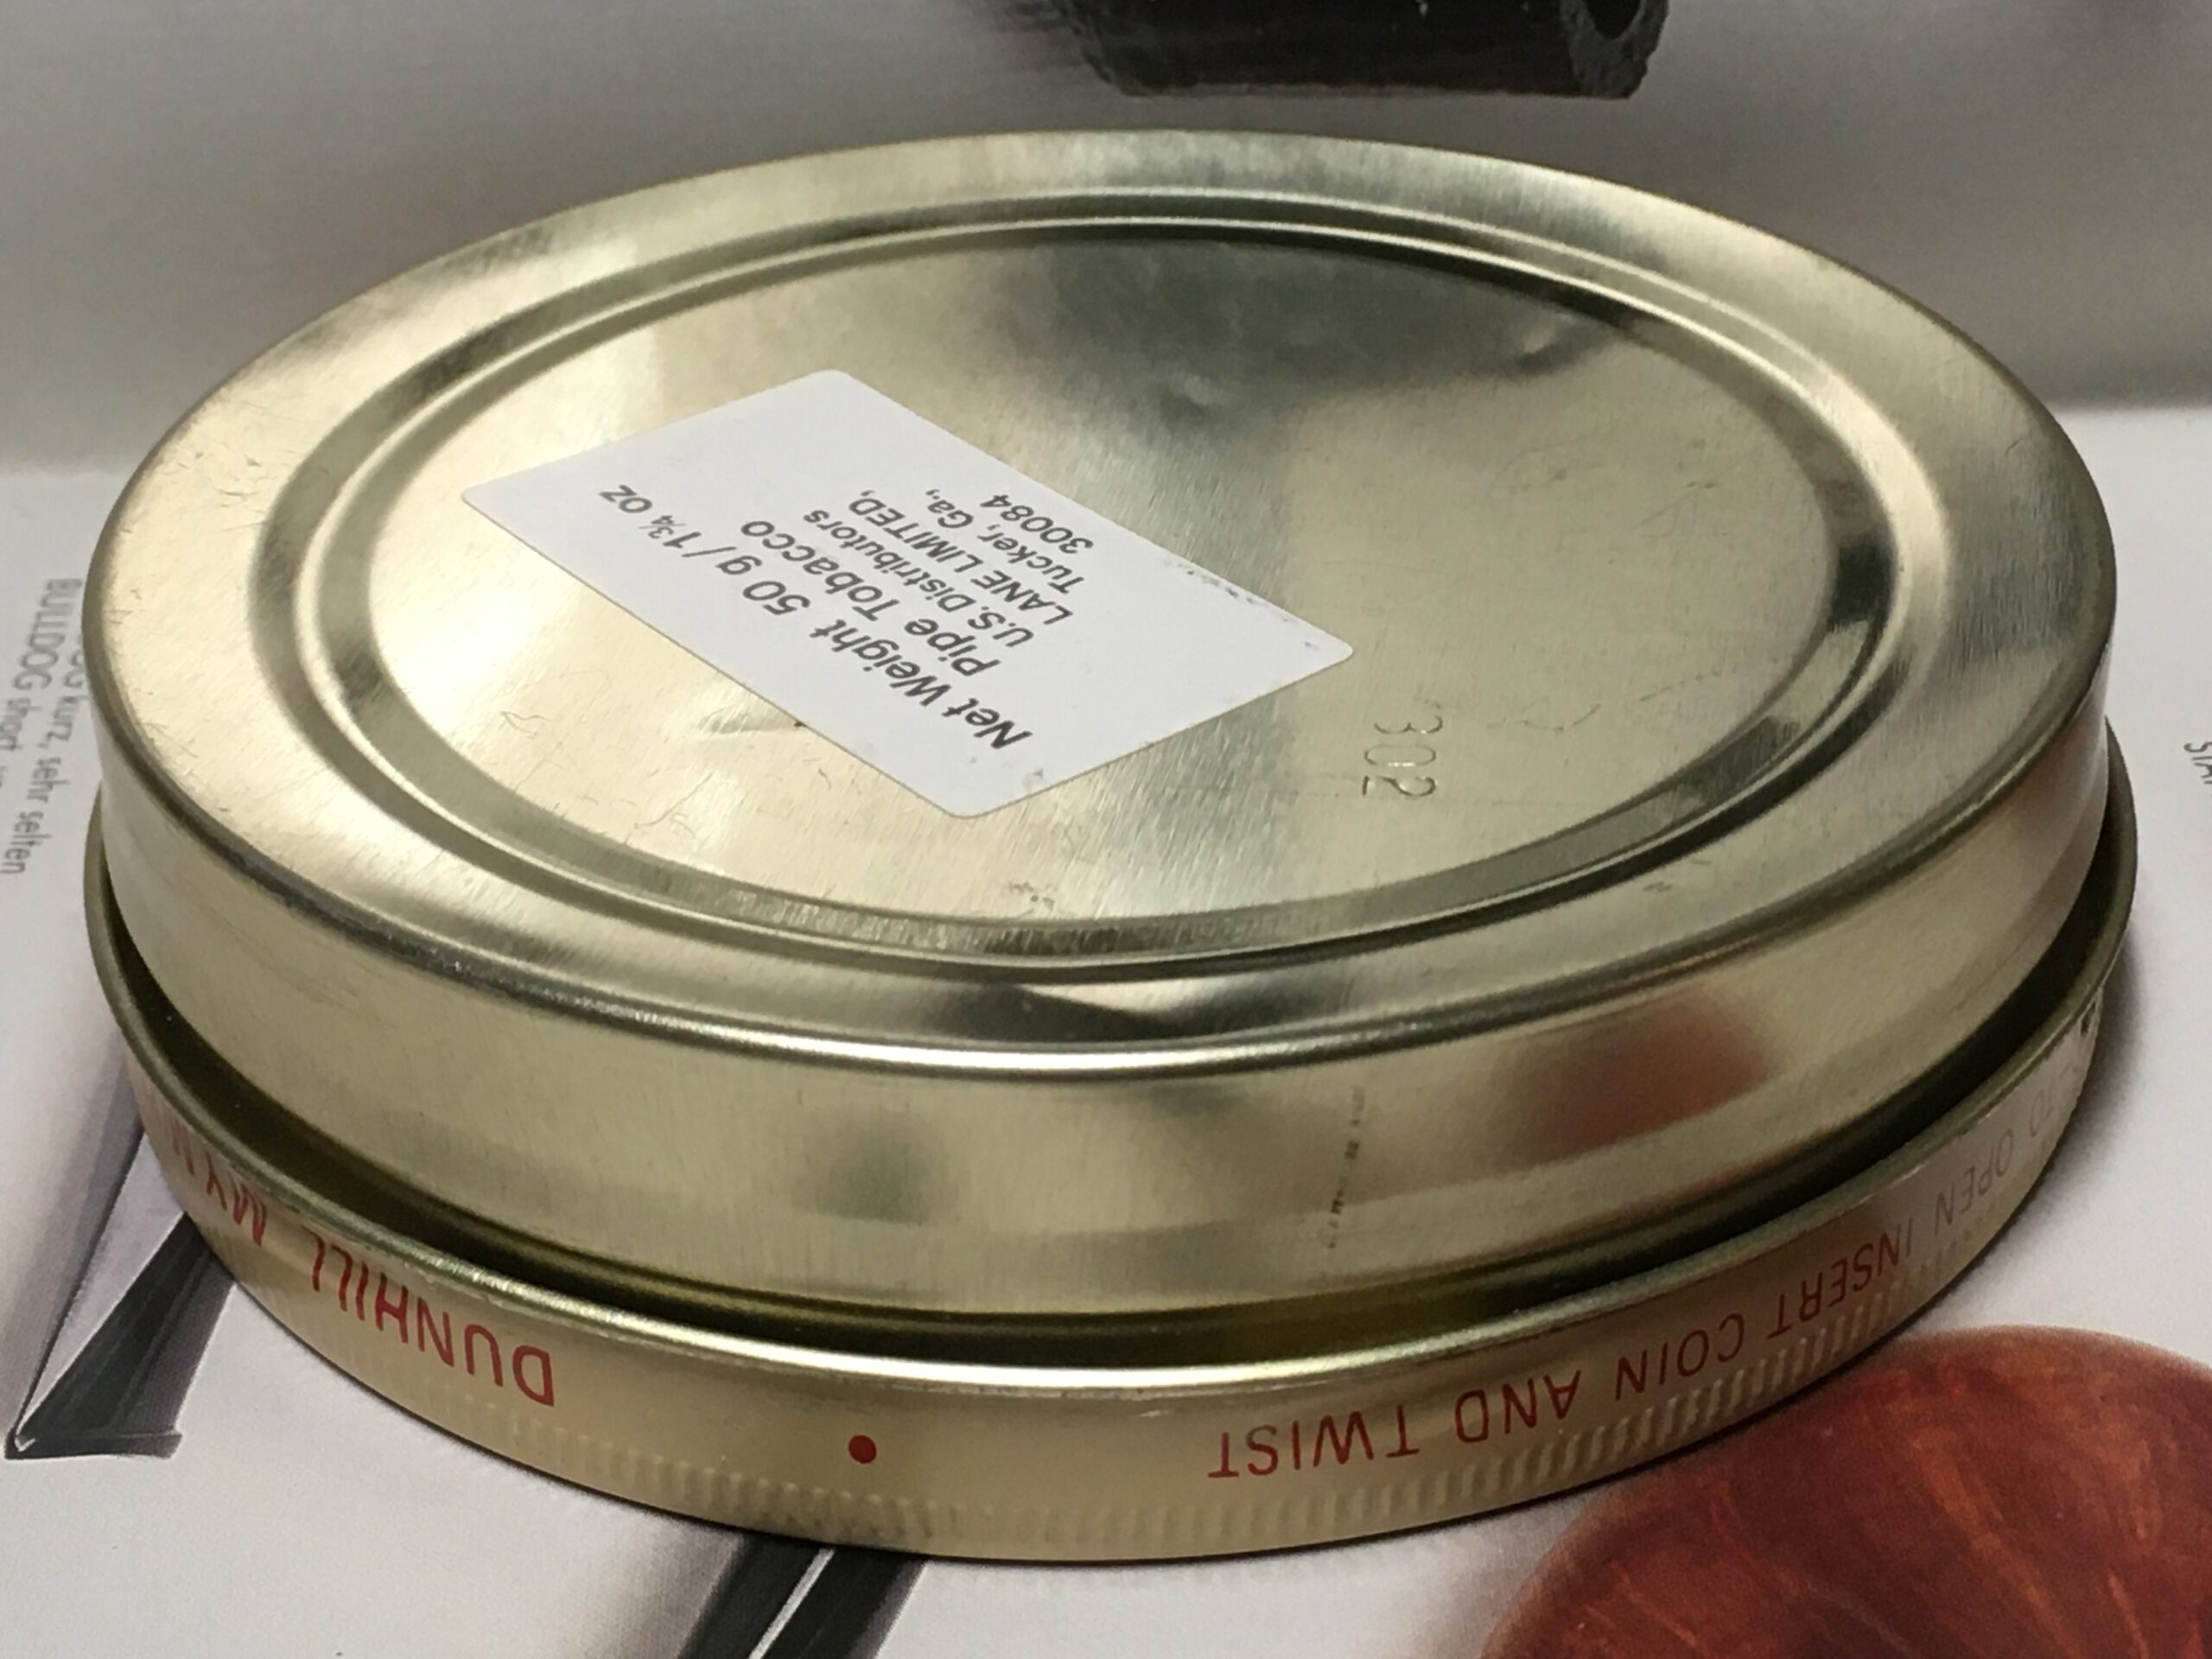 Net Weight 50 g / 1¾ oz
Pipe Tobacco
U.S. Distributors
LANE LIMITED,
Tucker, Ga.,
30084
302
DUNHILL MY
TO OPEN INSERT COIN AND TWIST
kurz, sehr selten
BULLDOG short